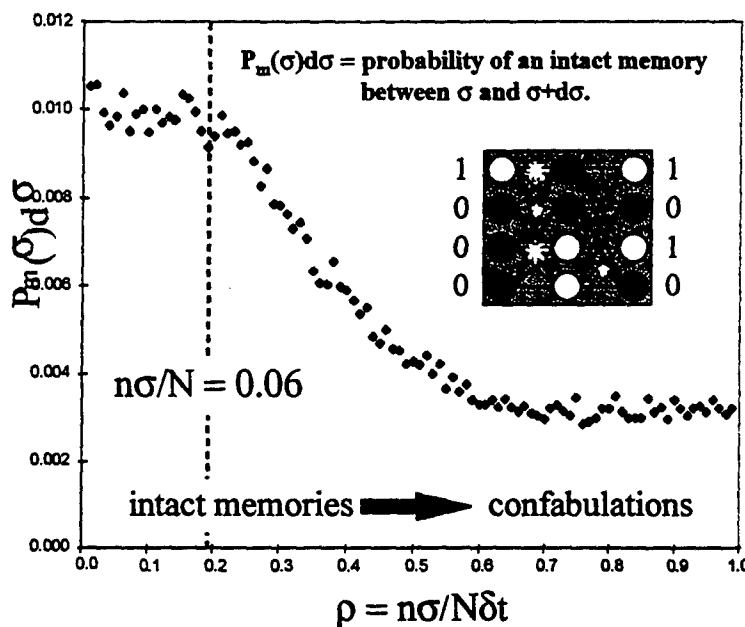 0.012
P_m(σ)dσ = probability of an intact memory
between σ and σ+dσ.
0.010
1 1
0 0
0 1
0 0
0.008
P_m(σ)dσ
0.006
0.004
nσ/N = 0.06
0.002
intact memories confabulations
0.000
0.0 0.1 0.2 0.3 0.4 0.5 0.6 0.7 0.8 0.9 1.0
ρ = nσ/Nδt